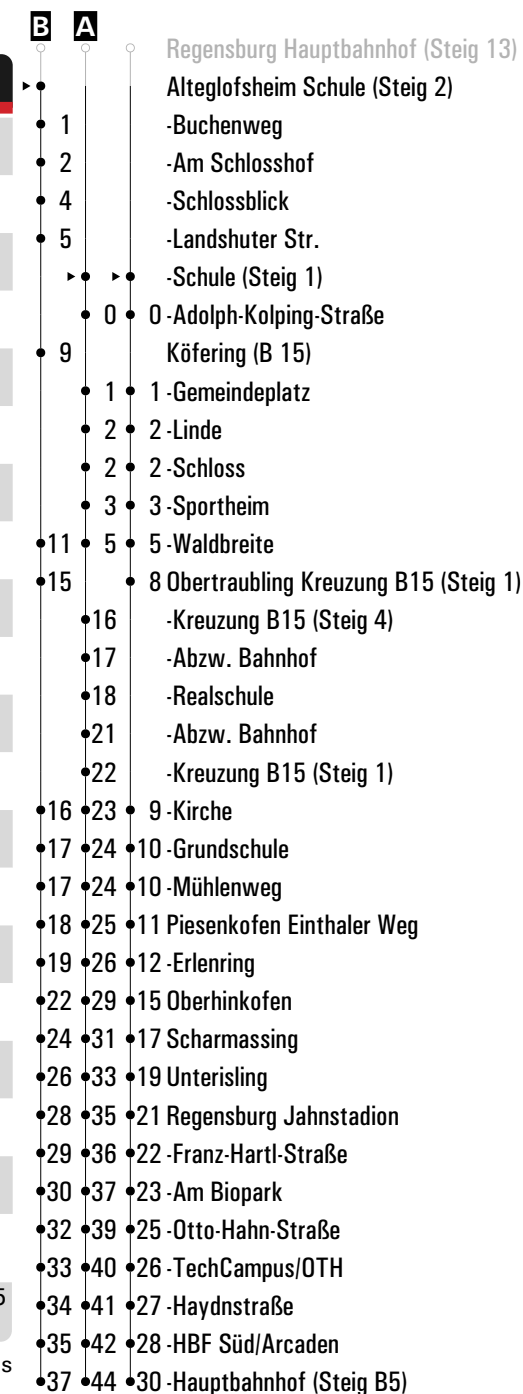 B A
Regensburg Hauptbahnhof (Steig 13)
Alteglofsheim Schule (Steig 2)
1 -Buchenweg
2 -Am Schlosshof
4 -Schlossblick
5 -Landshuter Str.
-Schule (Steig 1)
0 0 -Adolph-Kolping-Straße
9 Köfering (B 15)
1 1 -Gemeindeplatz
2 2 -Linde
2 2 -Schloss
3 3 -Sportheim
11 5 5 -Waldbreite
15 8 Obertraubling Kreuzung B15 (Steig 1)
16 -Kreuzung B15 (Steig 4)
17 -Abzw. Bahnhof
18 -Realschule
21 -Abzw. Bahnhof
22 -Kreuzung B15 (Steig 1)
16 23 9 -Kirche
17 24 10 -Grundschule
17 24 10 -Mühlenweg
18 25 11 Piesenkofen Einthaler Weg
19 26 12 -Erlenring
22 29 15 Oberhinkofen
24 31 17 Scharmassing
26 33 19 Unterisling
28 35 21 Regensburg Jahnstadion
29 36 22 -Franz-Hartl-Straße
30 37 23 -Am Biopark
32 39 25 -Otto-Hahn-Straße
33 40 26 -TechCampus/OTH
34 41 27 -Haydnstraße
35 42 28 -HBF Süd/Arcaden
37 44 30 -Hauptbahnhof (Steig B5)